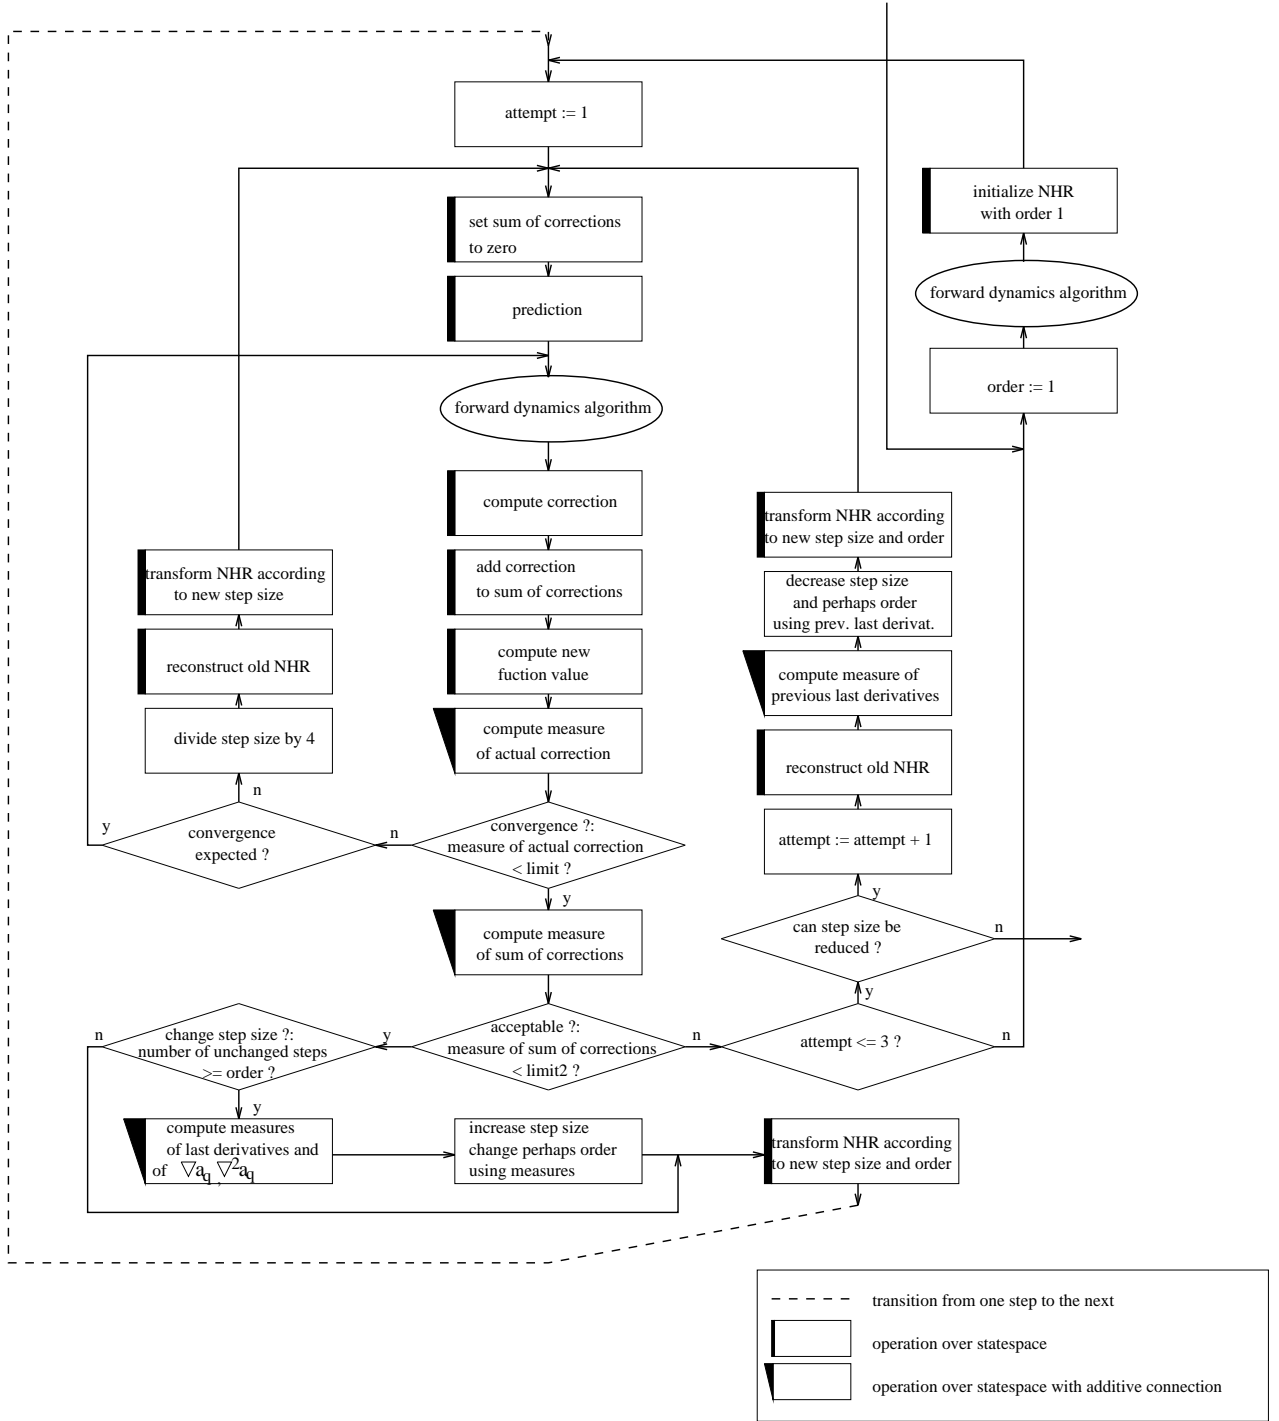 attempt := 1
set sum of corrections
to zero
prediction
forward dynamics algorithm
compute correction
add correction
to sum of corrections
compute new
fuction value
compute measure
of actual correction
convergence ?:
measure of actual correction
< limit ?
n
y
convergence
expected ?
y
n
divide step size by 4
reconstruct old NHR
transform NHR according
to new step size
compute measure
of sum of corrections
acceptable ?:
measure of sum of corrections
< limit2 ?
y
n
change step size ?:
number of unchanged steps
>= order ?
n
y
compute measures
of last derivatives and
of ∇a_q , ∇²a_q
increase step size
change perhaps order
using measures
transform NHR according
to new step size and order
attempt <= 3 ?
y
n
can step size be
reduced ?
y
n
attempt := attempt + 1
reconstruct old NHR
compute measure of
previous last derivatives
decrease step size
and perhaps order
using prev. last derivat.
transform NHR according
to new step size and order
order := 1
forward dynamics algorithm
initialize NHR
with order 1
transition from one step to the next
operation over statespace
operation over statespace with additive connection